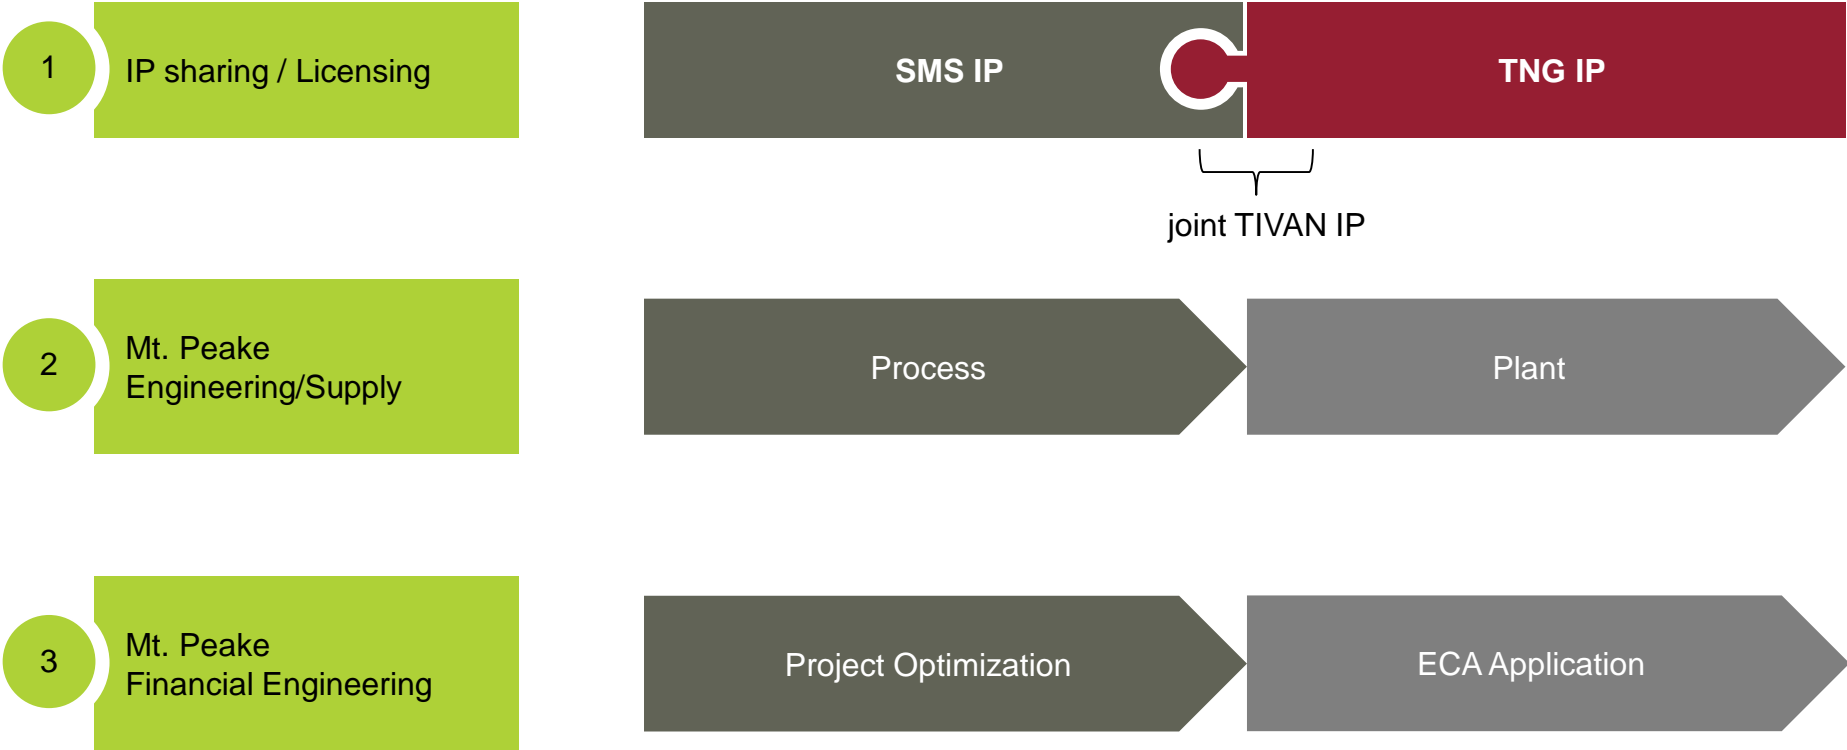 1
IP sharing / Licensing
SMS IP
TNG IP
joint TIVAN IP
2
Mt. Peake
Engineering/Supply
Process
Plant
3
Mt. Peake
Financial Engineering
Project Optimization
ECA Application